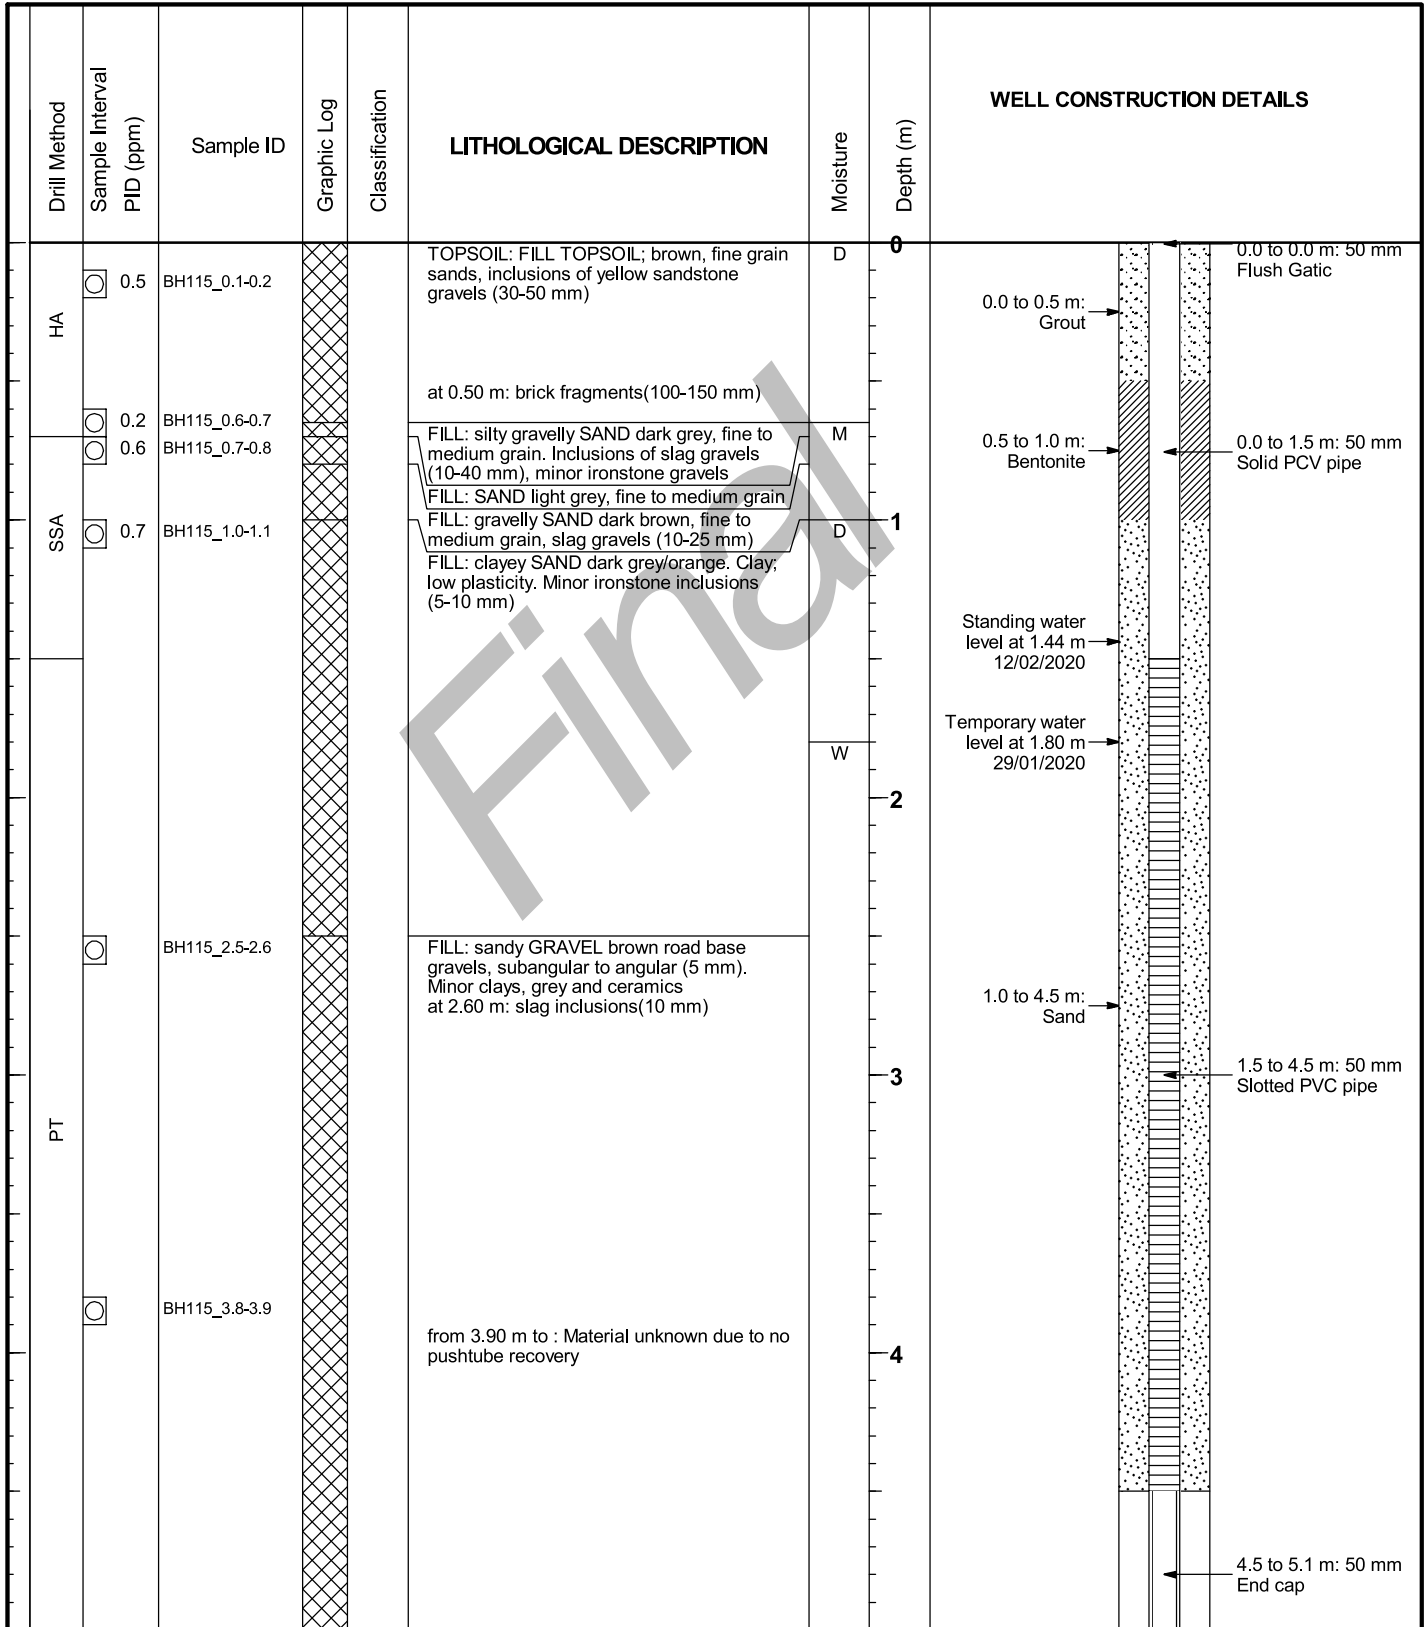 Drill Method
Sample Interval
PID (ppm)
Sample ID
Graphic Log
Classification
LITHOLOGICAL DESCRIPTION
Moisture
Depth (m)
WELL CONSTRUCTION DETAILS
HA
SSA
PT
0.5 BH115_0.1-0.2
0.2 BH115_0.6-0.7
0.6 BH115_0.7-0.8
0.7 BH115_1.0-1.1
BH115_2.5-2.6
BH115_3.8-3.9
TOPSOIL: FILL TOPSOIL; brown, fine grain
sands, inclusions of yellow sandstone
gravels (30-50 mm)
at 0.50 m: brick fragments(100-150 mm)
FILL: silty gravelly SAND dark grey, fine to
medium grain. Inclusions of slag gravels
(10-40 mm), minor ironstone gravels
FILL: SAND light grey, fine to medium grain
FILL: gravelly SAND dark brown, fine to
medium grain, slag gravels (10-25 mm)
FILL: clayey SAND dark grey/orange. Clay;
low plasticity. Minor ironstone inclusions
(5-10 mm)
FILL: sandy GRAVEL brown road base
gravels, subangular to angular (5 mm).
Minor clays, grey and ceramics
at 2.60 m: slag inclusions(10 mm)
from 3.90 m to : Material unknown due to no
pushtube recovery
Final
D
M
D
W
0
1
2
3
4
0.0 to 0.5 m:
Grout
0.5 to 1.0 m:
Bentonite
Standing water
level at 1.44 m
12/02/2020
Temporary water
level at 1.80 m
29/01/2020
1.0 to 4.5 m:
Sand
0.0 to 0.0 m: 50 mm
Flush Gatic
0.0 to 1.5 m: 50 mm
Solid PCV pipe
1.5 to 4.5 m: 50 mm
Slotted PVC pipe
4.5 to 5.1 m: 50 mm
End cap